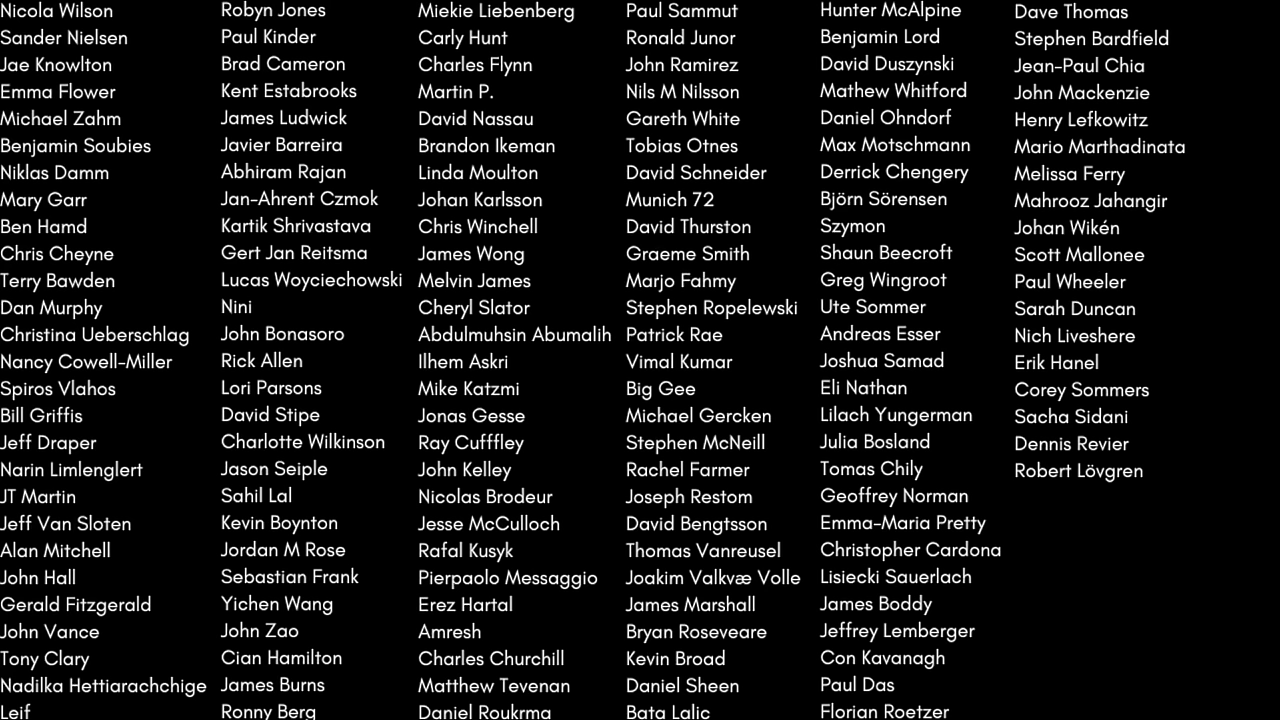 Nicola Wilson
Sander Nielsen
Jae Knowlton
Emma Flower
Michael Zahm
Benjamin Soubies
Niklas Damm
Mary Garr
Ben Hamd
Chris Cheyne
Terry Bawden
Dan Murphy
Christina Ueberschlag
Nancy Cowell-Miller
Spiros Vlahos
Bill Griffis
Jeff Draper
Narin Limlenglert
JT Martin
Jeff Van Sloten
Alan Mitchell
John Hall
Gerald Fitzgerald
John Vance
Tony Clary
Nadilka Hettiarachchige
Leif
Robyn Jones
Paul Kinder
Brad Cameron
Kent Estabrooks
James Ludwick
Javier Barreira
Abhiram Rajan
Jan-Ahrent Czmok
Kartik Shrivastava
Gert Jan Reitsma
Lucas Woyciechowski
Nini
John Bonasoro
Rick Allen
Lori Parsons
David Stipe
Charlotte Wilkinson
Jason Seiple
Sahil Lal
Kevin Boynton
Jordan M Rose
Sebastian Frank
Yichen Wang
John Zao
Cian Hamilton
James Burns
Ronny Berg
Miekie Liebenberg
Carly Hunt
Charles Flynn
Martin P.
David Nassau
Brandon Ikeman
Linda Moulton
Johan Karlsson
Chris Winchell
James Wong
Melvin James
Cheryl Slator
Abdulmuhsin Abumalih
Ilhem Askri
Mike Katzmi
Jonas Gesse
Ray Cufffley
John Kelley
Nicolas Brodeur
Jesse McCulloch
Rafal Kusyk
Pierpaolo Messaggio
Erez Hartal
Amresh
Charles Churchill
Matthew Tevenan
Daniel Roukrma
Paul Sammut
Ronald Junor
John Ramirez
Nils M Nilsson
Gareth White
Tobias Otnes
David Schneider
Munich 72
David Thurston
Graeme Smith
Marjo Fahmy
Stephen Ropelewski
Patrick Rae
Vimal Kumar
Big Gee
Michael Gercken
Stephen McNeill
Rachel Farmer
Joseph Restom
David Bengtsson
Thomas Vanreusel
Joakim Valkvæ Volle
James Marshall
Bryan Roseveare
Kevin Broad
Daniel Sheen
Bata Lalic
Hunter McAlpine
Benjamin Lord
David Duszynski
Mathew Whitford
Daniel Ohndorf
Max Motschmann
Derrick Chengery
Björn Sörensen
Szymon
Shaun Beecroft
Greg Wingroot
Ute Sommer
Andreas Esser
Joshua Samad
Eli Nathan
Lilach Yungerman
Julia Bosland
Tomas Chily
Geoffrey Norman
Emma-Maria Pretty
Christopher Cardona
Lisiecki Sauerlach
James Boddy
Jeffrey Lemberger
Con Kavanagh
Paul Das
Florian Roetzer
Dave Thomas
Stephen Bardfield
Jean-Paul Chia
John Mackenzie
Henry Lefkowitz
Mario Marthadinata
Melissa Ferry
Mahrooz Jahangir
Johan Wikén
Scott Mallonee
Paul Wheeler
Sarah Duncan
Nich Liveshere
Erik Hanel
Corey Sommers
Sacha Sidani
Dennis Revier
Robert Lövgren